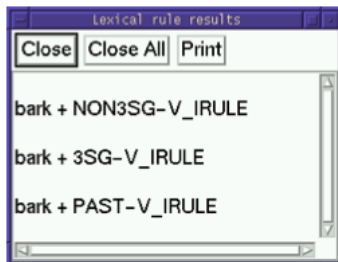 Lexical rule results
Close Close All Print
bark + NON3SG-V_IRULE
bark + 3SG-V_IRULE
bark + PAST-V_IRULE